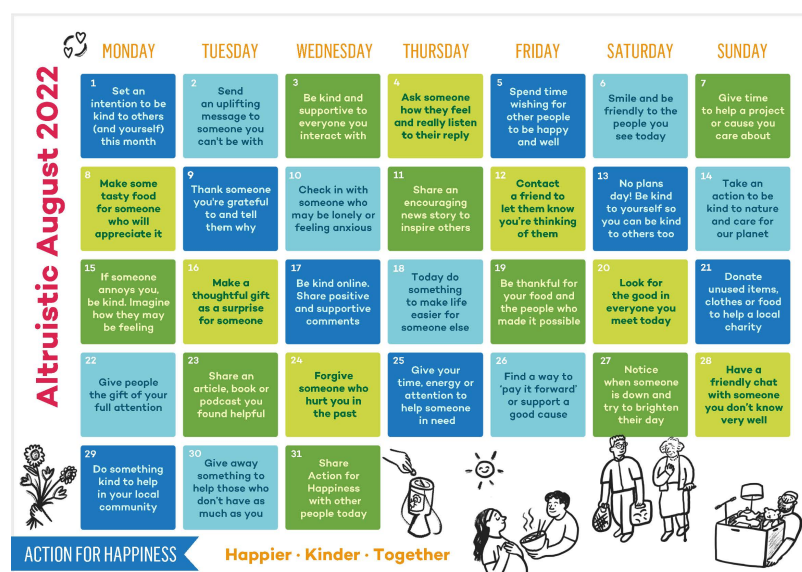 Altruistic August 2022
MONDAY
TUESDAY
WEDNESDAY
THURSDAY
FRIDAY
SATURDAY
SUNDAY
1
Set an
intention to be
kind to others
(and yourself)
this month
2
Send
an uplifting
message to
someone you
can't be with
3
Be kind and
supportive to
everyone you
interact with
4
Ask someone
how they feel
and really listen
to their reply
5
Spend time
wishing for
other people
to be happy
and well
6
Smile and be
friendly to the
people you
see today
7
Give time
to help a project
or cause you
care about
8
Make some
tasty food
for someone
who will
appreciate it
9
Thank someone
you're grateful
to and tell
them why
10
Check in with
someone who
may be lonely or
feeling anxious
11
Share an
encouraging
news story to
inspire others
12
Contact
a friend to
let them know
you're thinking
of them
13
No plans
day! Be kind
to yourself so
you can be kind
to others too
14
Take an
action to be
kind to nature
and care for
our planet
15
If someone
annoys you,
be kind. Imagine
how they may
be feeling
16
Make a
thoughtful gift
as a surprise
for someone
17
Be kind online.
Share positive
and supportive
comments
18
Today do
something
to make life
easier for
someone else
19
Be thankful for
your food and
the people who
made it possible
20
Look for
the good in
everyone you
meet today
21
Donate
unused items,
clothes or food
to help a local
charity
22
Give people
the gift of your
full attention
23
Share an
article, book or
podcast you
found helpful
24
Forgive
someone who
hurt you in
the past
25
Give your
time, energy or
attention to
help someone
in need
26
Find a way to
'pay it forward'
or support a
good cause
27
Notice
when someone
is down and
try to brighten
their day
28
Have a
friendly chat
with someone
you don't know
very well
29
Do something
kind to help
in your local
community
30
Give away
something to
help those who
don't have as
much as you
31
Share
Action for
Happiness
with other
people today
ACTION FOR HAPPINESS
Happier · Kinder · Together